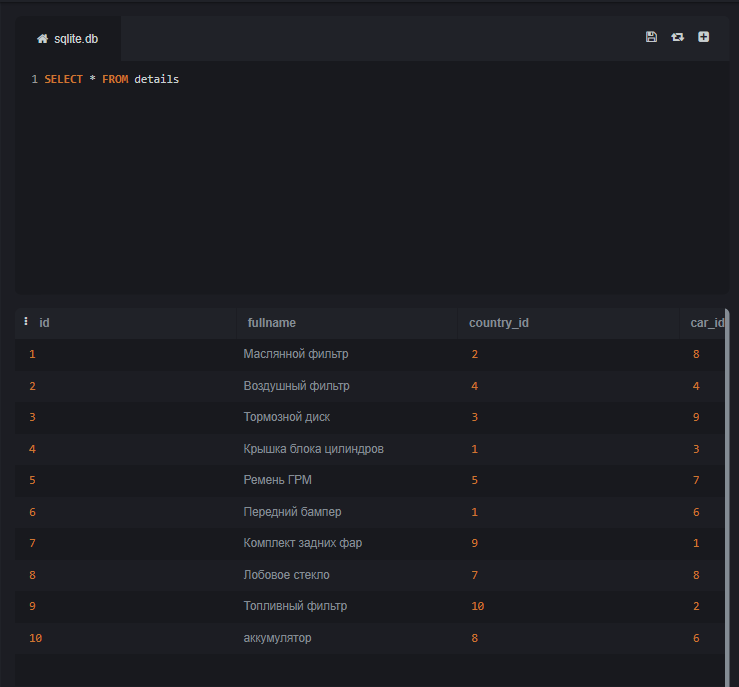 sqlite.db
1 SELECT * FROM details
id fullname country_id car_id
1 Маслянной фильтр 2 8
2 Воздушный фильтр 4 4
3 Тормозной диск 3 9
4 Крышка блока цилиндров 1 3
5 Ремень ГРМ 5 7
6 Передний бампер 1 6
7 Комплект задних фар 9 1
8 Лобовое стекло 7 8
9 Топливный фильтр 10 2
10 аккумулятор 8 6